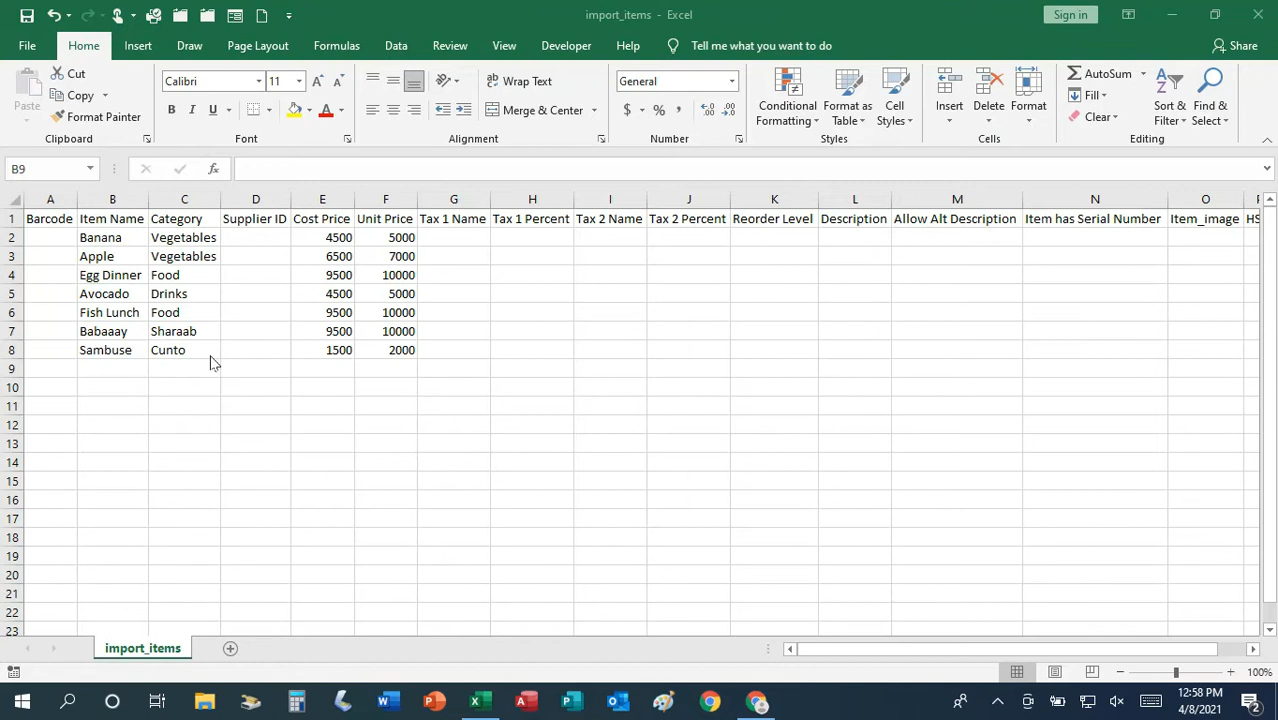 import_items - Excel
Sign in
File Home Insert Draw Page Layout Formulas Data Review View Developer Help Tell me what you want to do Share
Paste
Cut
Copy
Format Painter
Clipboard
Calibri 11
B I U A
Font
Wrap Text
Merge & Center
Alignment
General
$ % ,
Number
Conditional Formatting
Format as Table
Cell Styles
Styles
Insert Delete Format
Cells
AutoSum
Fill
Clear
Sort & Filter
Find & Select
Editing
B9 fx
A B C D E F G H I J K L M N O P
1 Barcode Item Name Category Supplier ID Cost Price Unit Price Tax 1 Name Tax 1 Percent Tax 2 Name Tax 2 Percent Reorder Level Description Allow Alt Description Item has Serial Number Item_image HS
2 Banana Vegetables 4500 5000
3 Apple Vegetables 6500 7000
4 Egg Dinner Food 9500 10000
5 Avocado Drinks 4500 5000
6 Fish Lunch Food 9500 10000
7 Babaaay Sharaab 9500 10000
8 Sambuse Cunto 1500 2000
9
10
11
12
13
14
15
16
17
18
19
20
21
22
23
import_items
100%
12:58 PM
4/8/2021
2